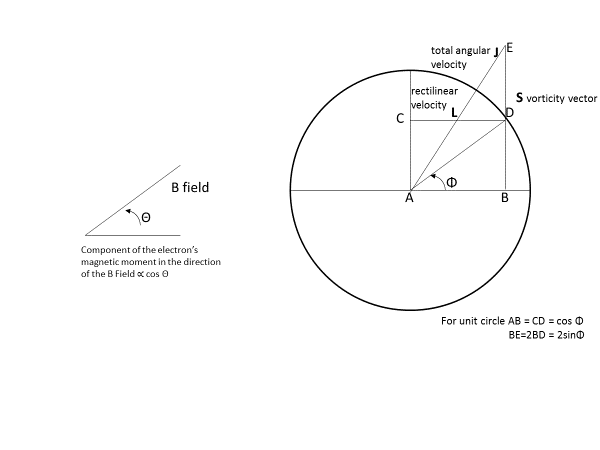 total angular J E
velocity
rectilinear
velocity
S vorticity vector
C L D
B field
Θ
Φ
A B
Component of the electron's
magnetic moment in the direction
of the B Field ∝ cos Θ
For unit circle AB = CD = cos Φ
BE=2BD = 2sinΦ